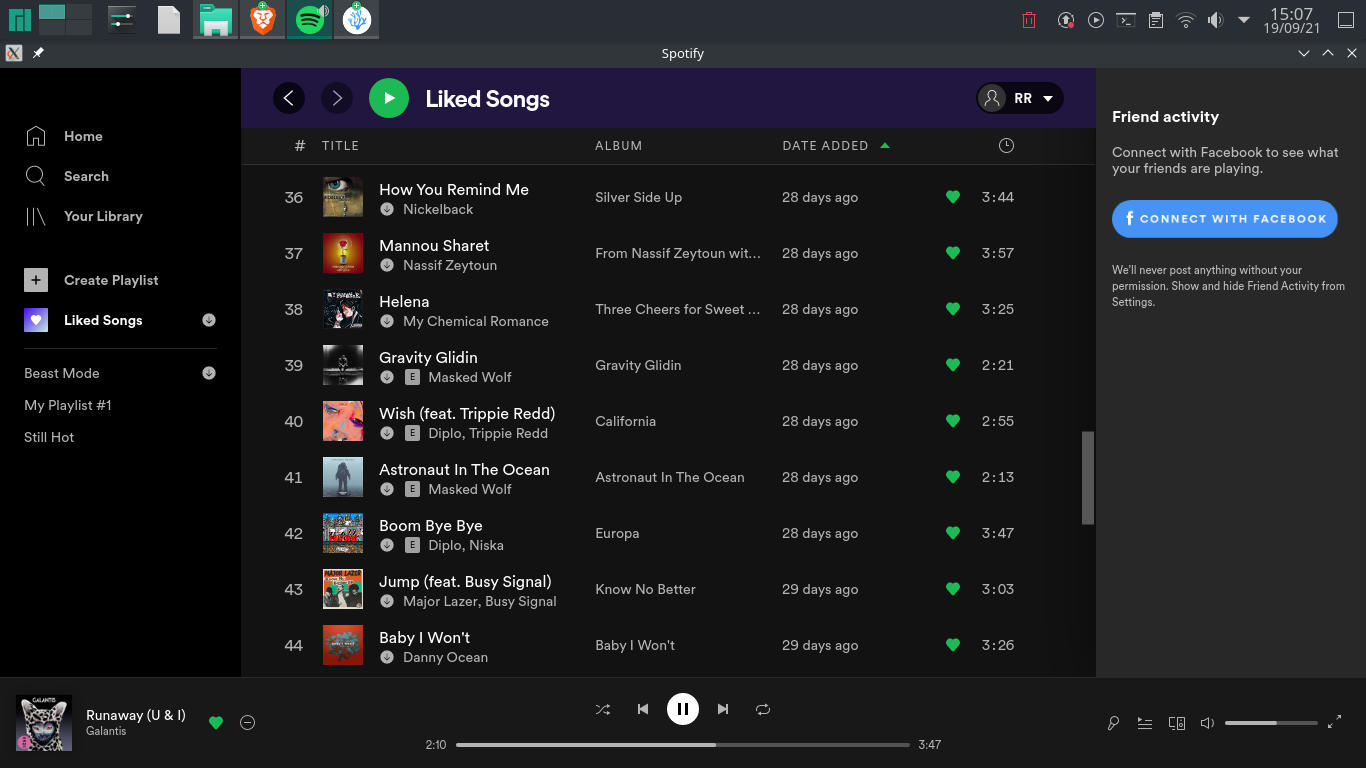 15:07
19/09/21
Spotify
Home
Search
Your Library
Create Playlist
Liked Songs
Beast Mode
My Playlist #1
Still Hot
Liked Songs
RR
# TITLE ALBUM DATE ADDED
36 How You Remind Me Silver Side Up 28 days ago 3:44
Nickelback
37 Mannou Sharet From Nassif Zeytoun wit... 28 days ago 3:57
Nassif Zeytoun
38 Helena Three Cheers for Sweet ... 28 days ago 3:25
My Chemical Romance
39 Gravity Glidin Gravity Glidin 28 days ago 2:21
E Masked Wolf
40 Wish (feat. Trippie Redd) California 28 days ago 2:55
E Diplo, Trippie Redd
41 Astronaut In The Ocean Astronaut In The Ocean 28 days ago 2:13
E Masked Wolf
42 Boom Bye Bye Europa 28 days ago 3:47
E Diplo, Niska
43 Jump (feat. Busy Signal) Know No Better 29 days ago 3:03
Major Lazer, Busy Signal
44 Baby I Won't Baby I Won't 29 days ago 3:26
Danny Ocean
Friend activity
Connect with Facebook to see what
your friends are playing.
f CONNECT WITH FACEBOOK
We'll never post anything without your
permission. Show and hide Friend Activity from
Settings.
GALANTIS
Runaway (U & I)
Galantis
2:10
3:47